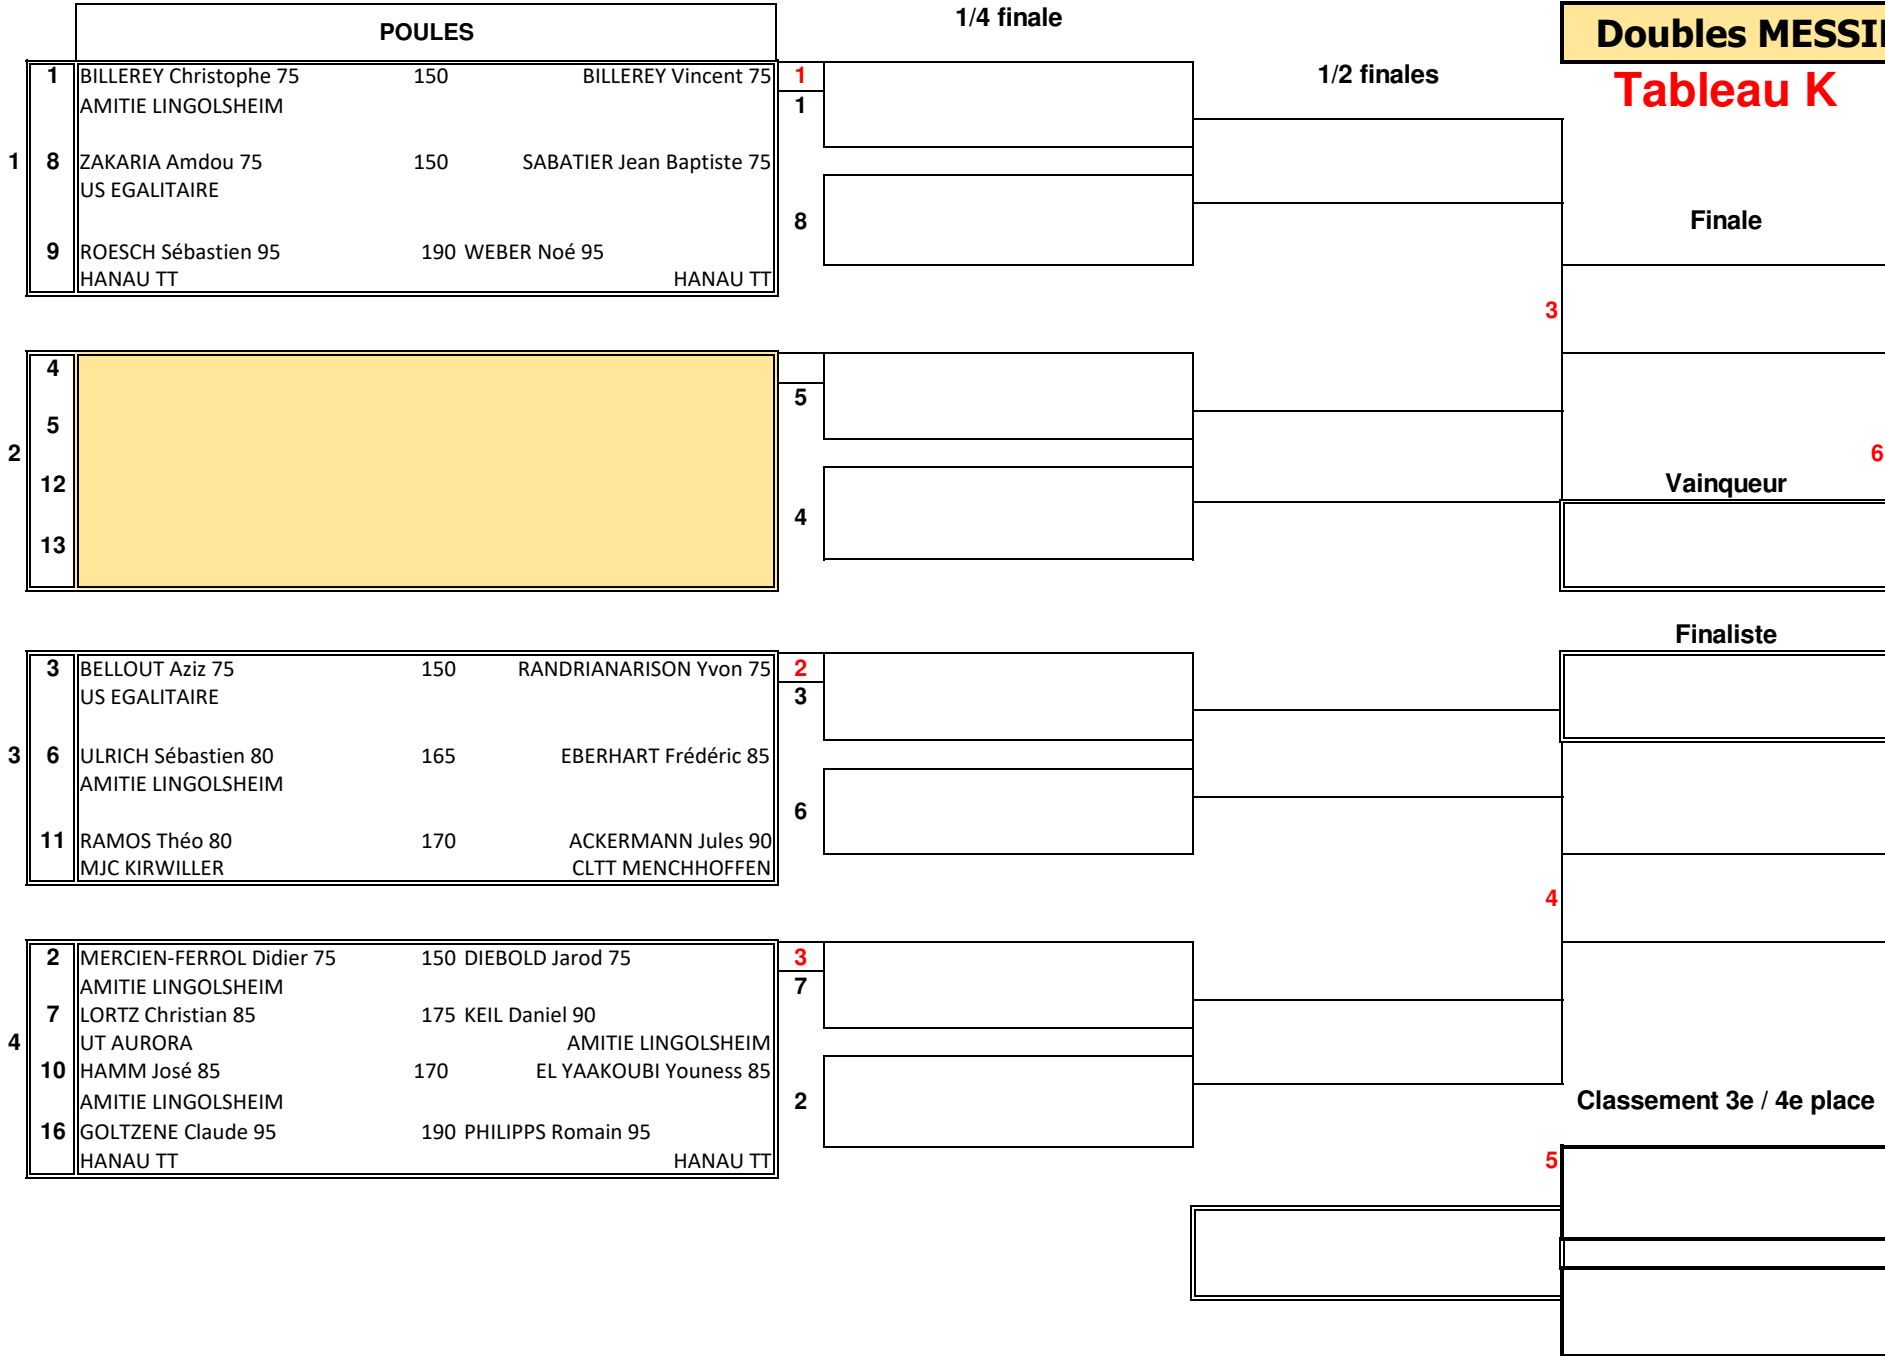 POULES
1/4 finale
Doubles
1/2 finales
Tableau K
1 BILLEREY Christophe 75 150 BILLEREY Vincent 75 1
AMITIE LINGOLSHEIM 1
1 8 ZAKARIA Amdou 75 150 SABATIER Jean Baptiste 75
US EGALITAIRE
8
Finale
9 ROESCH Sébastien 95 190 WEBER Noé 95
HANAU TT HANAU TT
3
4
5
5
2
6
12
Vainqueur
4
13
Finaliste
3 BELLOUT Aziz 75 150 RANDRIANARISON Yvon 75 2
US EGALITAIRE 3
3 6 ULRICH Sébastien 80 165 EBERHART Frédéric 85
AMITIE LINGOLSHEIM
6
11 RAMOS Théo 80 170 ACKERMANN Jules 90
MJC KIRWILLER CLTT MENCHHOFFEN
4
2 MERCIEN-FERROL Didier 75 150 DIEBOLD Jarod 75 3
AMITIE LINGOLSHEIM 7
7 LORTZ Christian 85 175 KEIL Daniel 90
4 UT AURORA AMITIE LINGOLSHEIM
10 HAMM José 85 170 EL YAAKOUBI Youness 85
AMITIE LINGOLSHEIM 2 Classement 3e / 4e place
16 GOLTZENE Claude 95 190 PHILIPPS Romain 95
HANAU TT HANAU TT 5